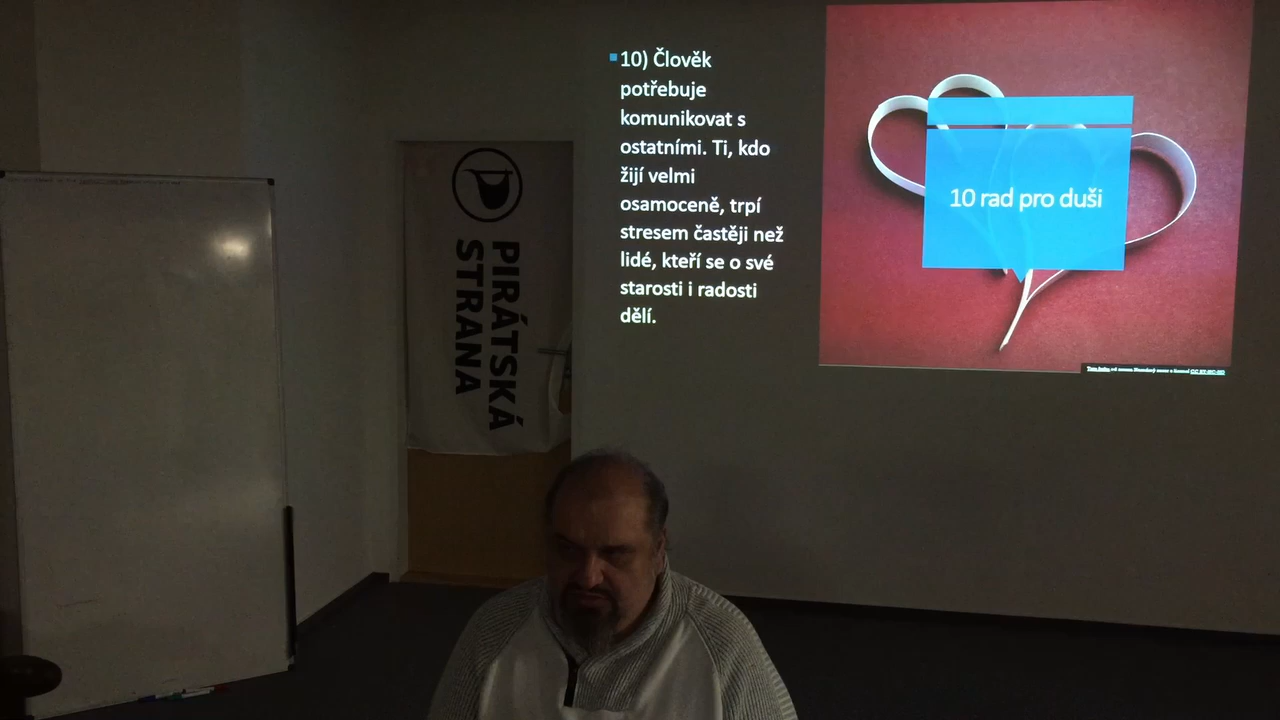 10) Člověk
potřebuje
komunikovat s
ostatními. Ti, kdo
žijí velmi
osamoceně, trpí
stresem častěji než
lidé, kteří se o své
starosti i radosti
dělí.
10 rad pro duši
PIRÁTSKÁ
STRANA